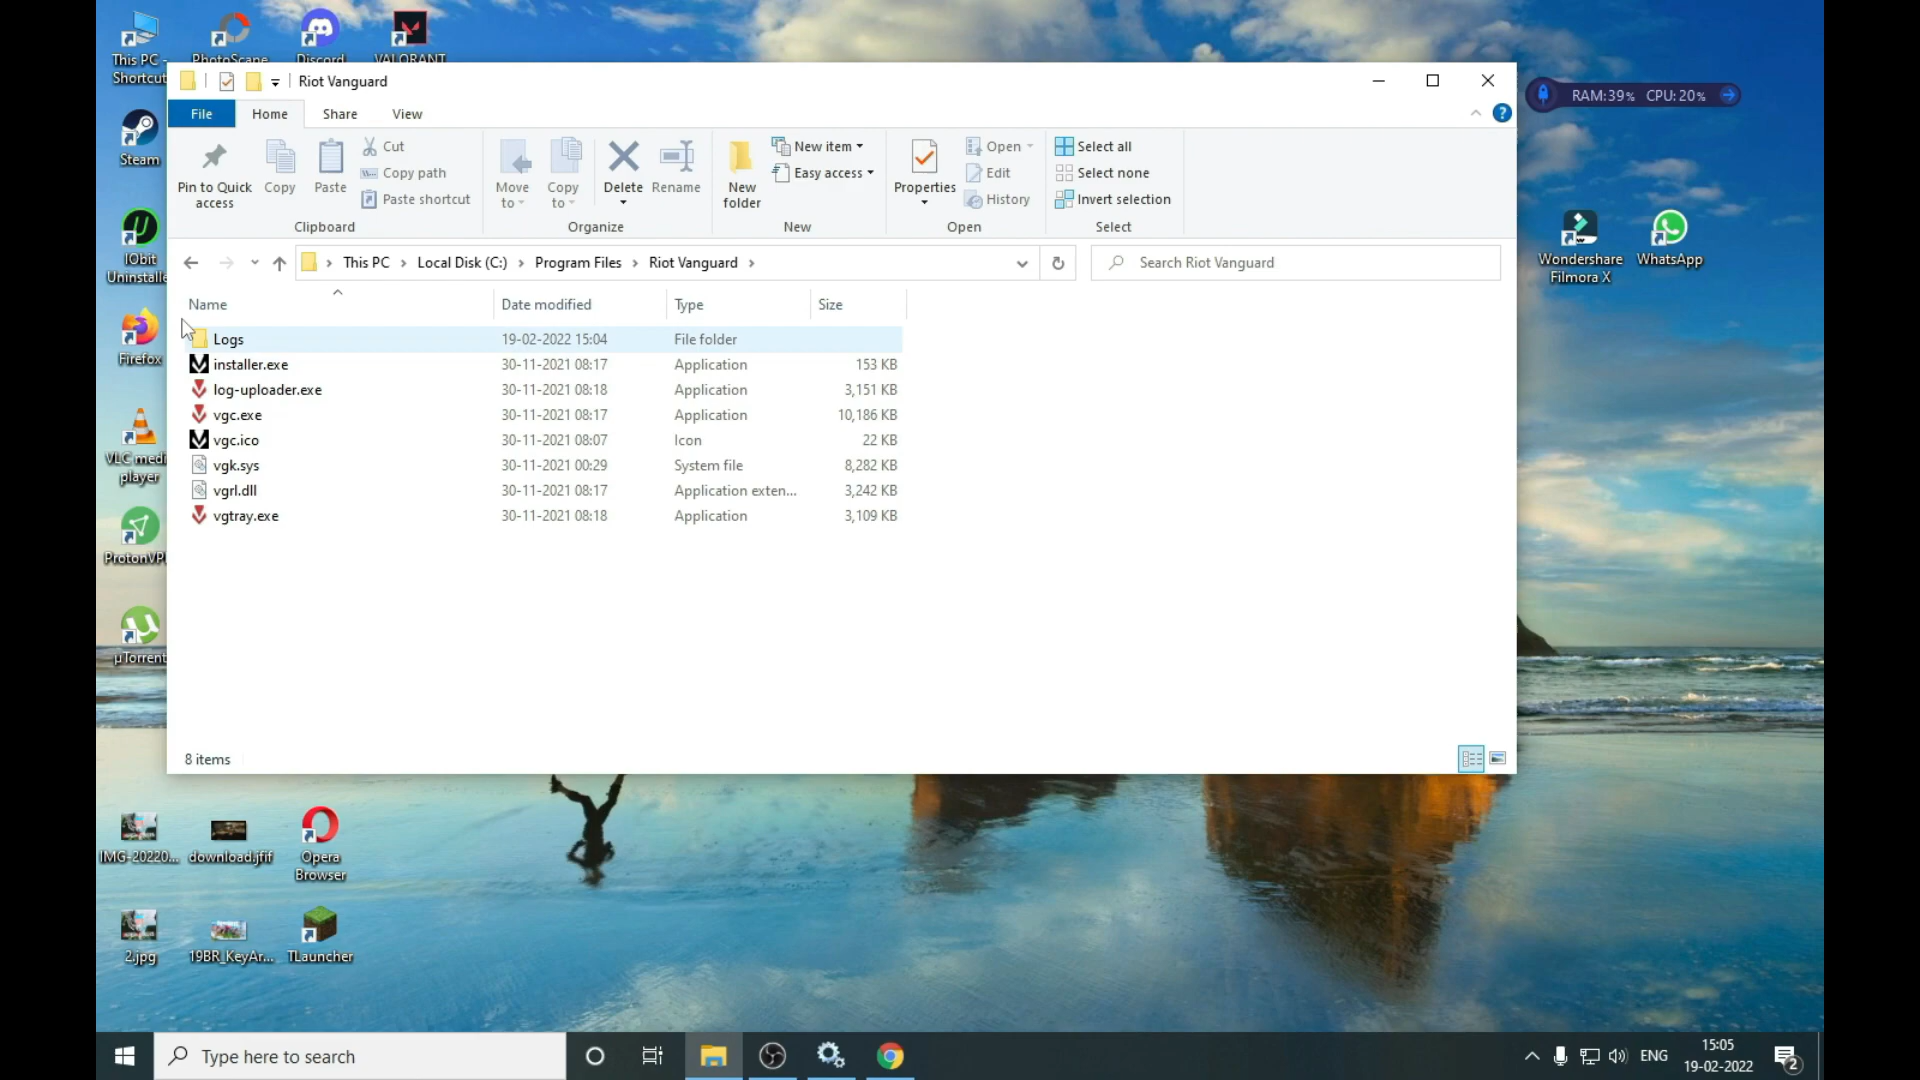 This PC -
Shortcut
PhotoScape
Discord
VALORANT
Riot Vanguard
File
Home
Share
View
RAM:39% CPU:20%
Pin to Quick
access
Copy
Paste
Cut
Copy path
Paste shortcut
Clipboard
Move
to
Copy
to
Delete
Rename
Organize
New
folder
New item
Easy access
New
Properties
Open
Edit
History
Open
Select all
Select none
Invert selection
Select
This PC > Local Disk (C:) > Program Files > Riot Vanguard >
Search Riot Vanguard
Name Date modified Type Size
Logs 19-02-2022 15:04 File folder
installer.exe 30-11-2021 08:17 Application 153 KB
log-uploader.exe 30-11-2021 08:18 Application 3,151 KB
vgc.exe 30-11-2021 08:17 Application 10,186 KB
vgc.ico 30-11-2021 08:07 Icon 22 KB
vgk.sys 30-11-2021 00:29 System file 8,282 KB
vgrl.dll 30-11-2021 08:17 Application exten... 3,242 KB
vgtray.exe 30-11-2021 08:18 Application 3,109 KB
8 items
Steam
IObit
Uninstalle
Firefox
VLC medi
player
ProtonVP
µTorrent
Wondershare
Filmora X
WhatsApp
IMG-20220...
download.jfif
Opera
Browser
2.jpg
19BR_KeyAr...
TLauncher
Type here to search
ENG
15:05
19-02-2022
2